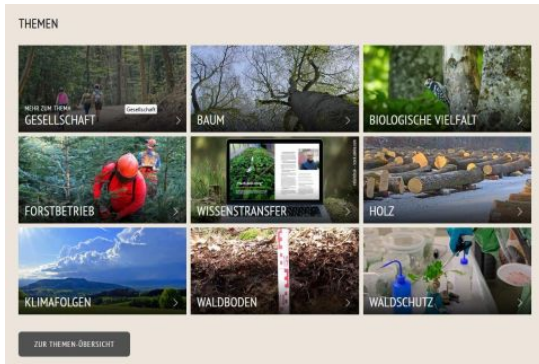 THEMEN
MEHR ZUM THEMA
Gesellschaft
GESELLSCHAFT
BAUM
BIOLOGISCHE VIELFALT
FORSTBETRIEB
WISSENSTRANSFER
HOLZ
KLIMAFOLGEN
WALDBODEN
WALDSCHUTZ
ZUR THEMEN-ÜBERSICHT